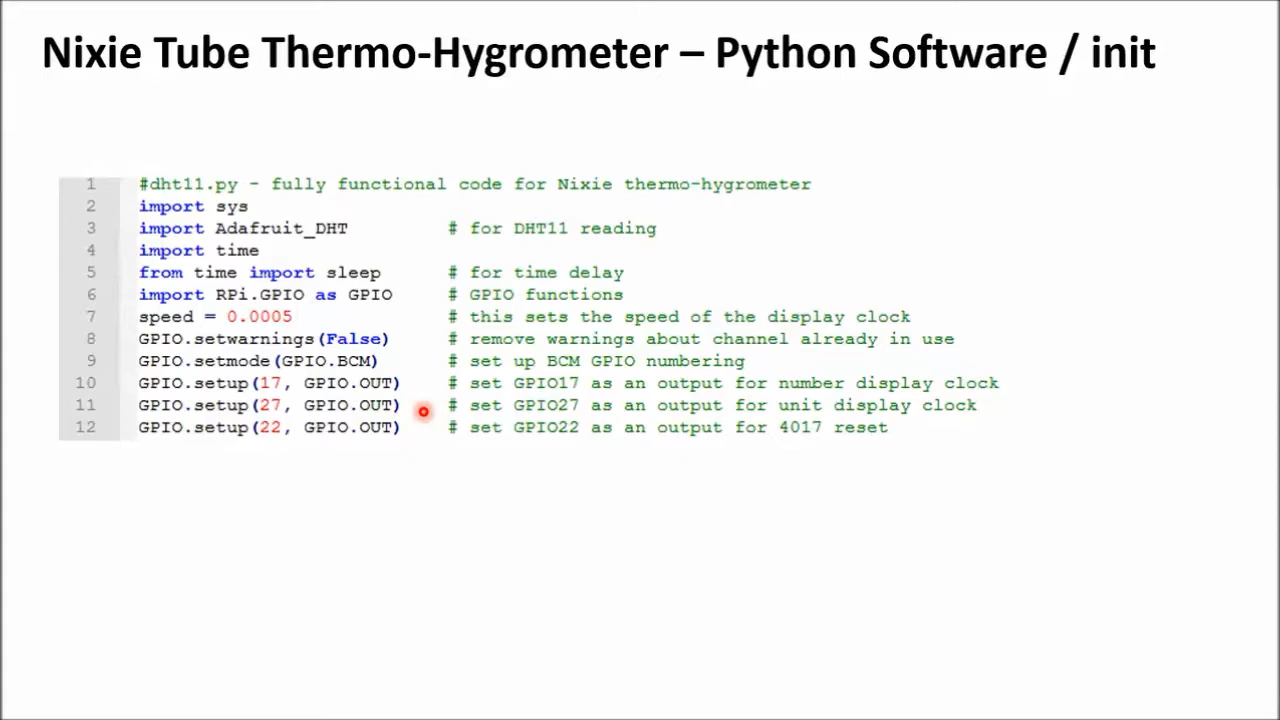 Nixie Tube Thermo-Hygrometer – Python Software / init
1 #dht11.py - fully functional code for Nixie thermo-hygrometer
2 import sys
3 import Adafruit_DHT # for DHT11 reading
4 import time
5 from time import sleep # for time delay
6 import RPi.GPIO as GPIO # GPIO functions
7 speed = 0.0005 # this sets the speed of the display clock
8 GPIO.setwarnings(False) # remove warnings about channel already in use
9 GPIO.setmode(GPIO.BCM) # set up BCM GPIO numbering
10 GPIO.setup(17, GPIO.OUT) # set GPIO17 as an output for number display clock
11 GPIO.setup(27, GPIO.OUT) # set GPIO27 as an output for unit display clock
12 GPIO.setup(22, GPIO.OUT) # set GPIO22 as an output for 4017 reset